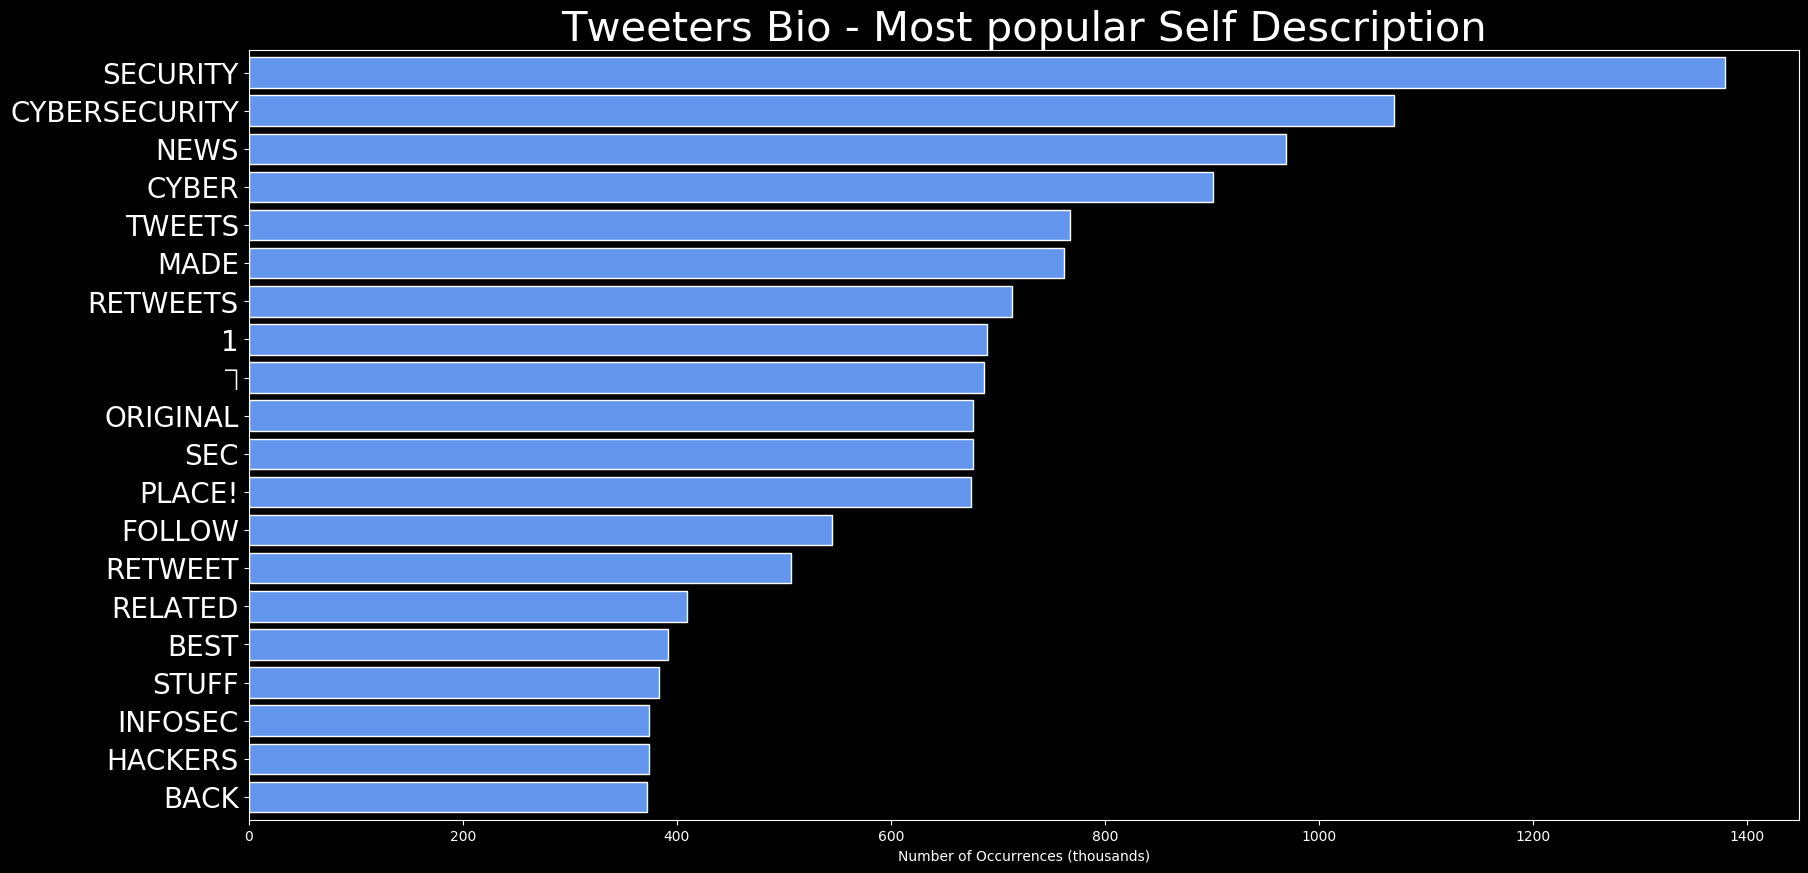 Tweeters Bio - Most popular Self Description
SECURITY
CYBERSECURITY
NEWS
CYBER
TWEETS
MADE
RETWEETS
1
ORIGINAL
SEC
PLACE!
FOLLOW
RETWEET
RELATED
BEST
STUFF
INFOSEC
HACKERS
BACK
0 200 400 600 800 1000 1200 1400
Number of Occurrences (thousands)